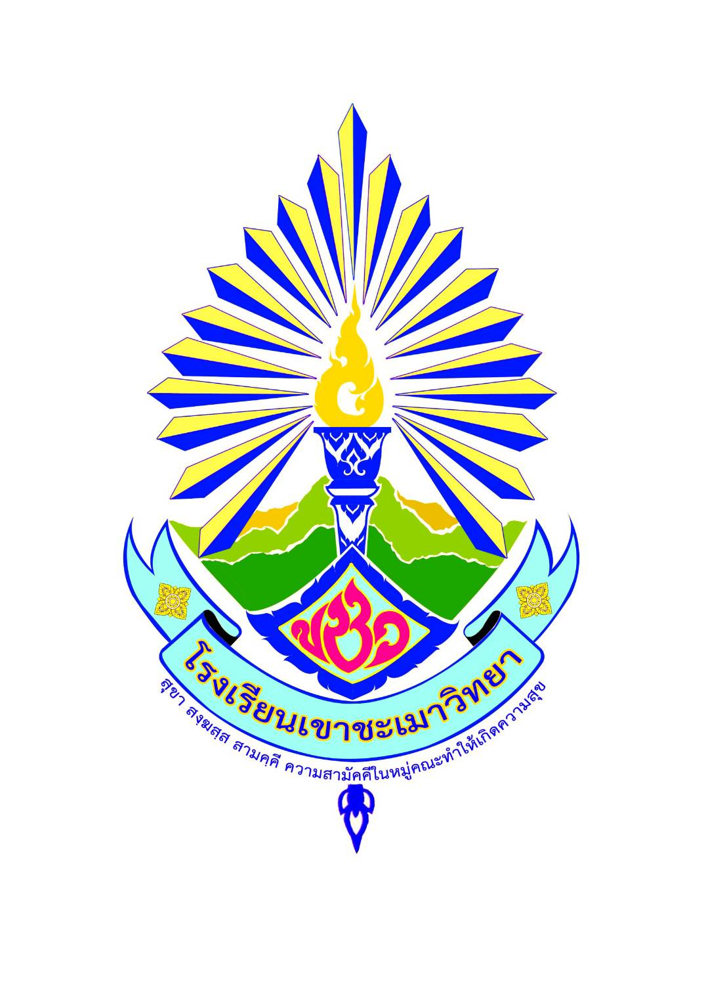 ข.ช.ว
โรงเรียนเขาชะเมาวิทยา
สุขา สงฺฆสฺส สามคฺคี ความสามัคคีในหมู่คณะทำให้เกิดความสุข